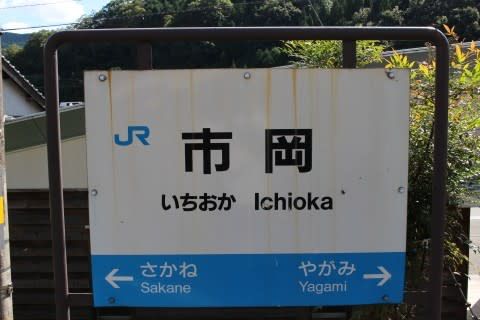 JR
市岡
いちおか Ichioka
← さかね
Sakane
やがみ →
Yagami